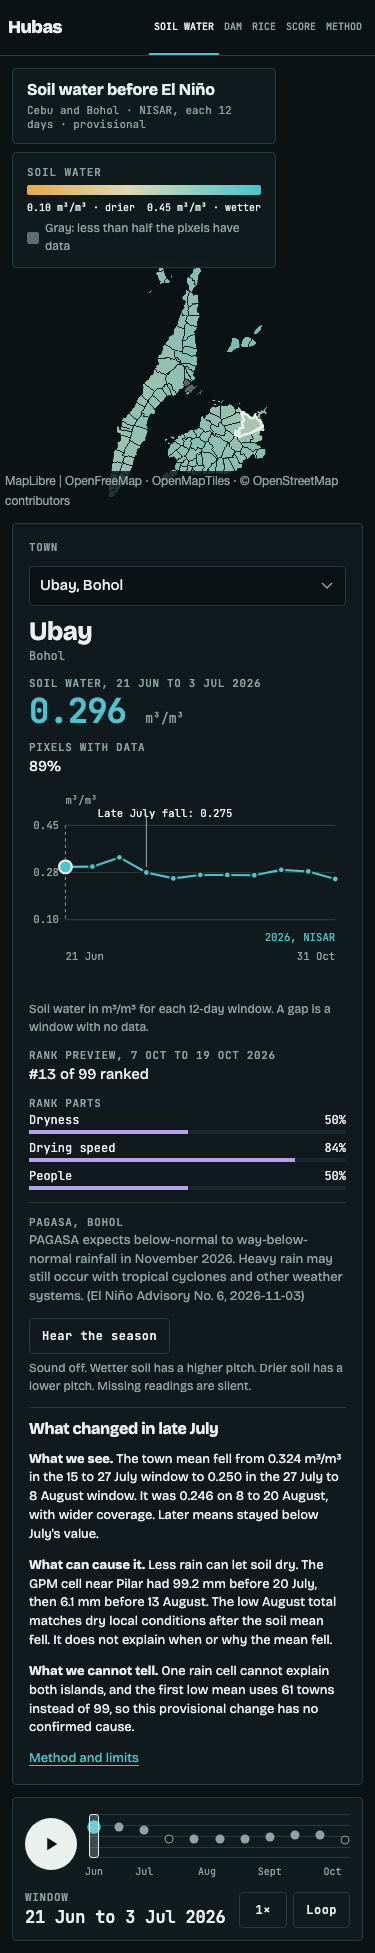 Hubas
SOIL WATER DAM RICE SCORE METHOD
Soil water before El Niño
Cebu and Bohol · NISAR, each 12
days · provisional
SOIL WATER
0.10 m³/m³ · drier 0.45 m³/m³ · wetter
Gray: less than half the pixels have
data
MapLibre | OpenFreeMap · OpenMapTiles · © OpenStreetMap
contributors
TOWN
Ubay, Bohol
Ubay
Bohol
SOIL WATER, 21 JUN TO 3 JUL 2026
0.296 m³/m³
PIXELS WITH DATA
89%
m³/m³
Late July fall: 0.275
0.45
0.28
0.10
2026, NISAR
21 Jun 31 Oct
Soil water in m³/m³ for each 12-day window. A gap is a
window with no data.
RANK PREVIEW, 7 OCT TO 19 OCT 2026
#13 of 99 ranked
RANK PARTS
Dryness 50%
Drying speed 84%
People 50%
PAGASA, BOHOL
PAGASA expects below-normal to way-below-
normal rainfall in November 2026. Heavy rain may
still occur with tropical cyclones and other weather
systems. (El Niño Advisory No. 6, 2026-11-03)
Hear the season
Sound off. Wetter soil has a higher pitch. Drier soil has a
lower pitch. Missing readings are silent.
What changed in late July
What we see. The town mean fell from 0.324 m³/m³
in the 15 to 27 July window to 0.250 in the 27 July to
8 August window. It was 0.246 on 8 to 20 August,
with wider coverage. Later means stayed below
July's value.
What can cause it. Less rain can let soil dry. The
GPM cell near Pilar had 99.2 mm before 20 July,
then 6.1 mm before 13 August. The low August total
matches dry local conditions after the soil mean
fell. It does not explain when or why the mean fell.
What we cannot tell. One rain cell cannot explain
both islands, and the first low mean uses 61 towns
instead of 99, so this provisional change has no
confirmed cause.
Method and limits
Jun Jul Aug Sept Oct
WINDOW
21 Jun to 3 Jul 2026
1×
Loop